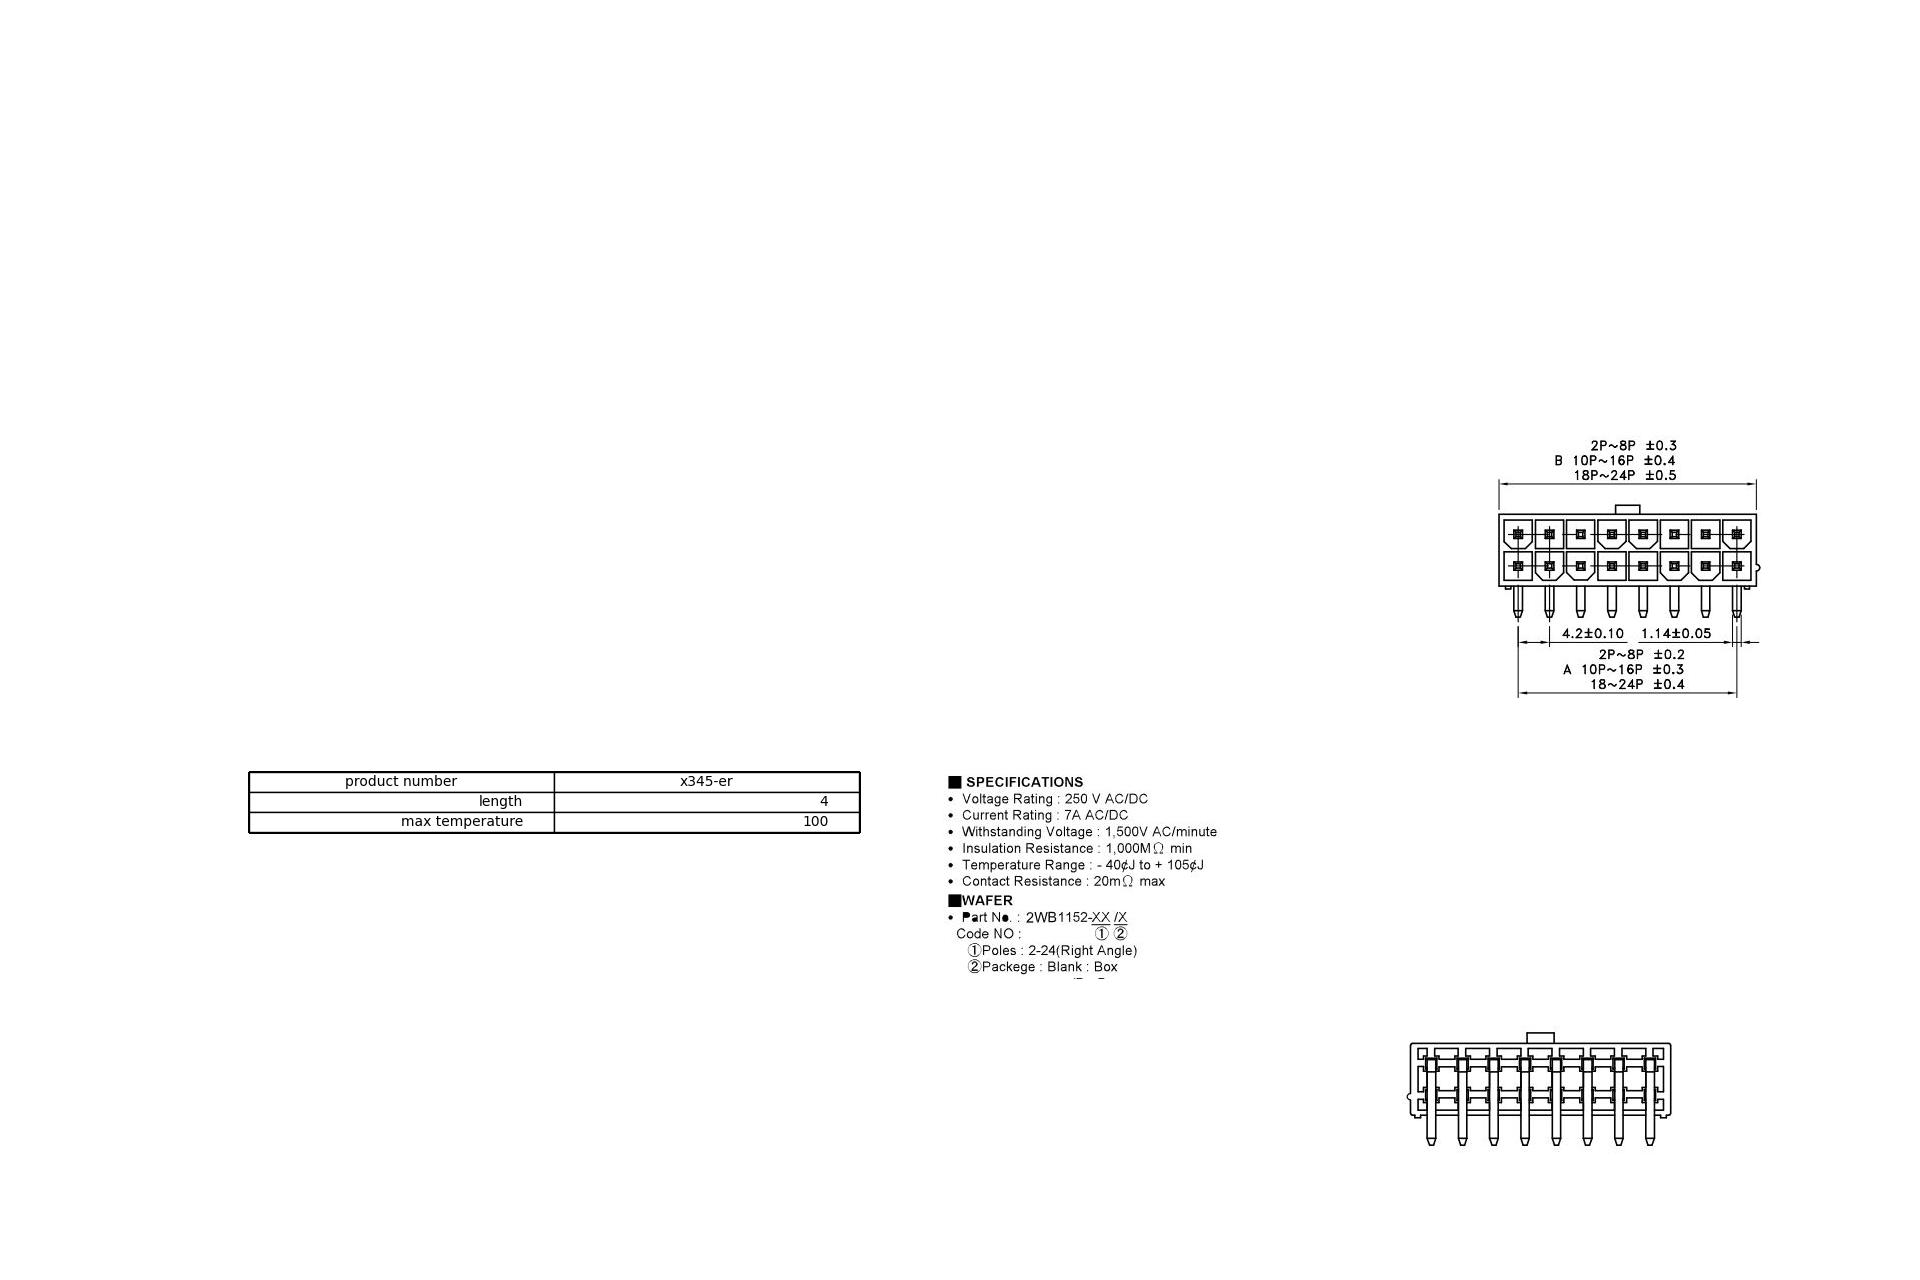 2P~8P ±0.3
B 10P~16P ±0.4
18P~24P ±0.5
4.2±0.10 1.14±0.05
2P~8P ±0.2
A 10P~16P ±0.3
18~24P ±0.4
product number x345-er
length 4
max temperature 100
■ SPECIFICATIONS
• Voltage Rating : 250 V AC/DC
• Current Rating : 7A AC/DC
• Withstanding Voltage : 1,500V AC/minute
• Insulation Resistance : 1,000MΩ min
• Temperature Range : - 40¢J to + 105¢J
• Contact Resistance : 20mΩ max
■WAFER
• Part No. : 2WB1152-XX /X
Code NO : ① ②
①Poles : 2-24(Right Angle)
②Packege : Blank : Box